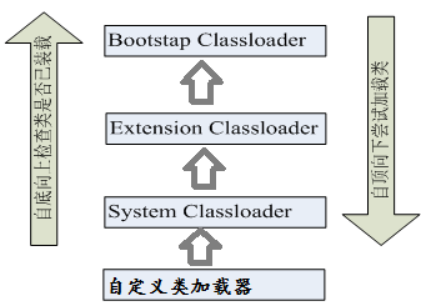 自底向上检查类是否已装载
Bootstap Classloader
Extension Classloader
System Classloader
自定义类加载器
自顶向下尝试加载类